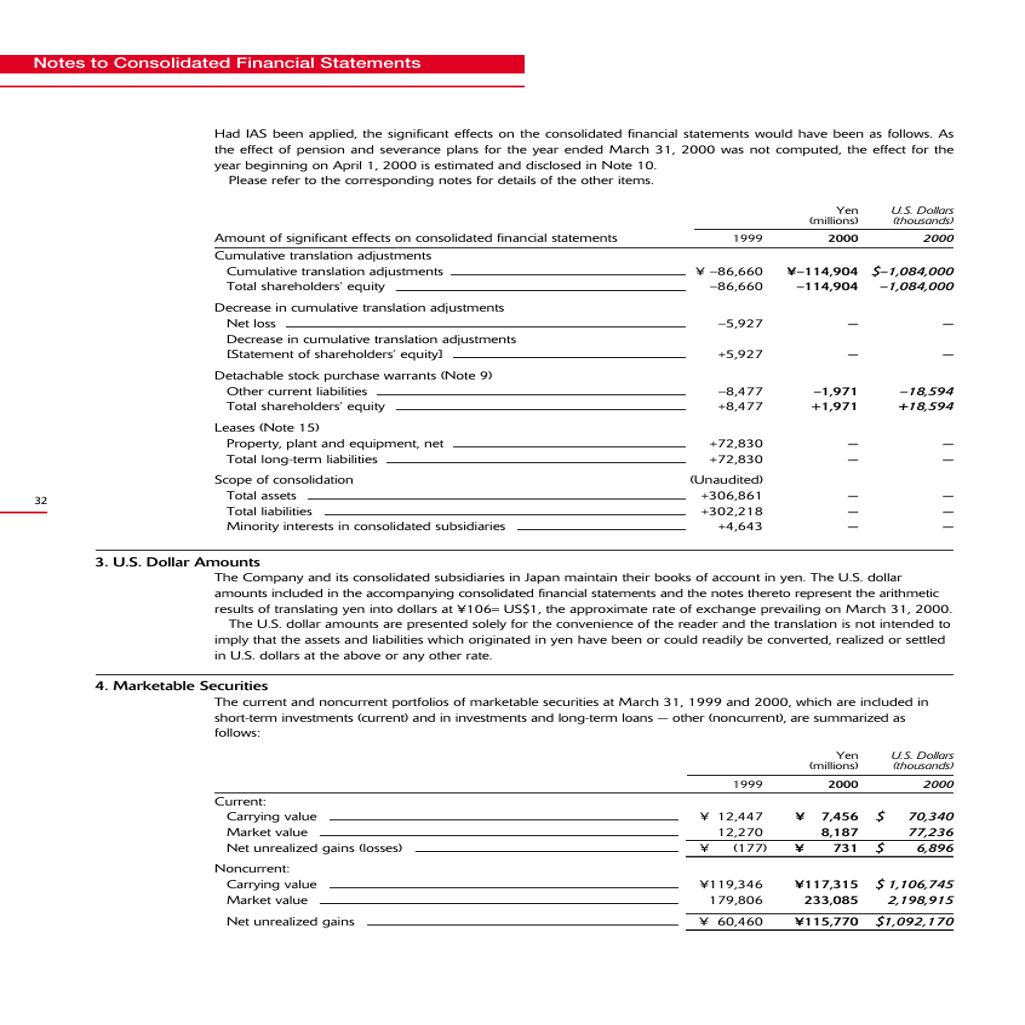 Notes to Consolidated Financial Statements
Had IAS been applied, the significant effects on the consolidated financial statements would have been as follows. As
the effect of pension and severance plans for the year ended March 31, 2000 was not computed, the effect for the
year beginning on April 1, 2000 is estimated and disclosed in Note 10.
Please refer to the corresponding notes for details of the other items.
Yen U.S. Dollars
(millions) (thousands)
Amount of significant effects on consolidated financial statements 1999 2000 2000
Cumulative translation adjustments
Cumulative translation adjustments ¥ –86,660 ¥–114,904 $–1,084,000
Total shareholders’ equity –86,660 –114,904 –1,084,000
Decrease in cumulative translation adjustments
Net loss –5,927 — —
Decrease in cumulative translation adjustments
[Statement of shareholders’ equity] +5,927 — —
Detachable stock purchase warrants (Note 9)
Other current liabilities –8,477 –1,971 –18,594
Total shareholders’ equity +8,477 +1,971 +18,594
Leases (Note 15)
Property, plant and equipment, net +72,830 — —
Total long-term liabilities +72,830 — —
Scope of consolidation (Unaudited)
Total assets +306,861 — —
Total liabilities +302,218 — —
Minority interests in consolidated subsidiaries +4,643 — —
32
3. U.S. Dollar Amounts
The Company and its consolidated subsidiaries in Japan maintain their books of account in yen. The U.S. dollar
amounts included in the accompanying consolidated financial statements and the notes thereto represent the arithmetic
results of translating yen into dollars at ¥106= US$1, the approximate rate of exchange prevailing on March 31, 2000.
The U.S. dollar amounts are presented solely for the convenience of the reader and the translation is not intended to
imply that the assets and liabilities which originated in yen have been or could readily be converted, realized or settled
in U.S. dollars at the above or any other rate.
4. Marketable Securities
The current and noncurrent portfolios of marketable securities at March 31, 1999 and 2000, which are included in
short-term investments (current) and in investments and long-term loans — other (noncurrent), are summarized as
follows:
Yen U.S. Dollars
(millions) (thousands)
1999 2000 2000
Current:
Carrying value ¥ 12,447 ¥ 7,456 $ 70,340
Market value 12,270 8,187 77,236
Net unrealized gains (losses) ¥ (177) ¥ 731 $ 6,896
Noncurrent:
Carrying value ¥119,346 ¥117,315 $ 1,106,745
Market value 179,806 233,085 2,198,915
Net unrealized gains ¥ 60,460 ¥115,770 $1,092,170